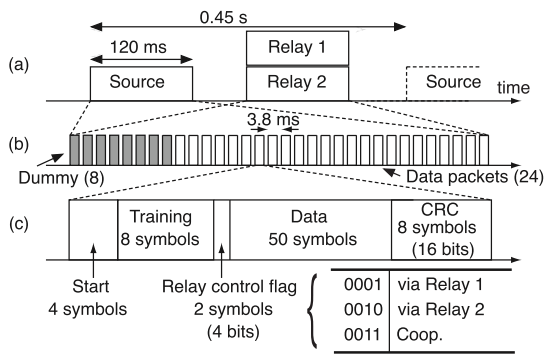 0.45 s
120 ms
Relay 1
(a)
Source
Relay 2
Source
time
3.8 ms
(b)
Dummy (8)
Data packets (24)
(c)
Training
8 symbols
Data
50 symbols
CRC
8 symbols
(16 bits)
Start
4 symbols
Relay control flag
2 symbols
(4 bits)
0001 via Relay 1
0010 via Relay 2
0011 Coop.